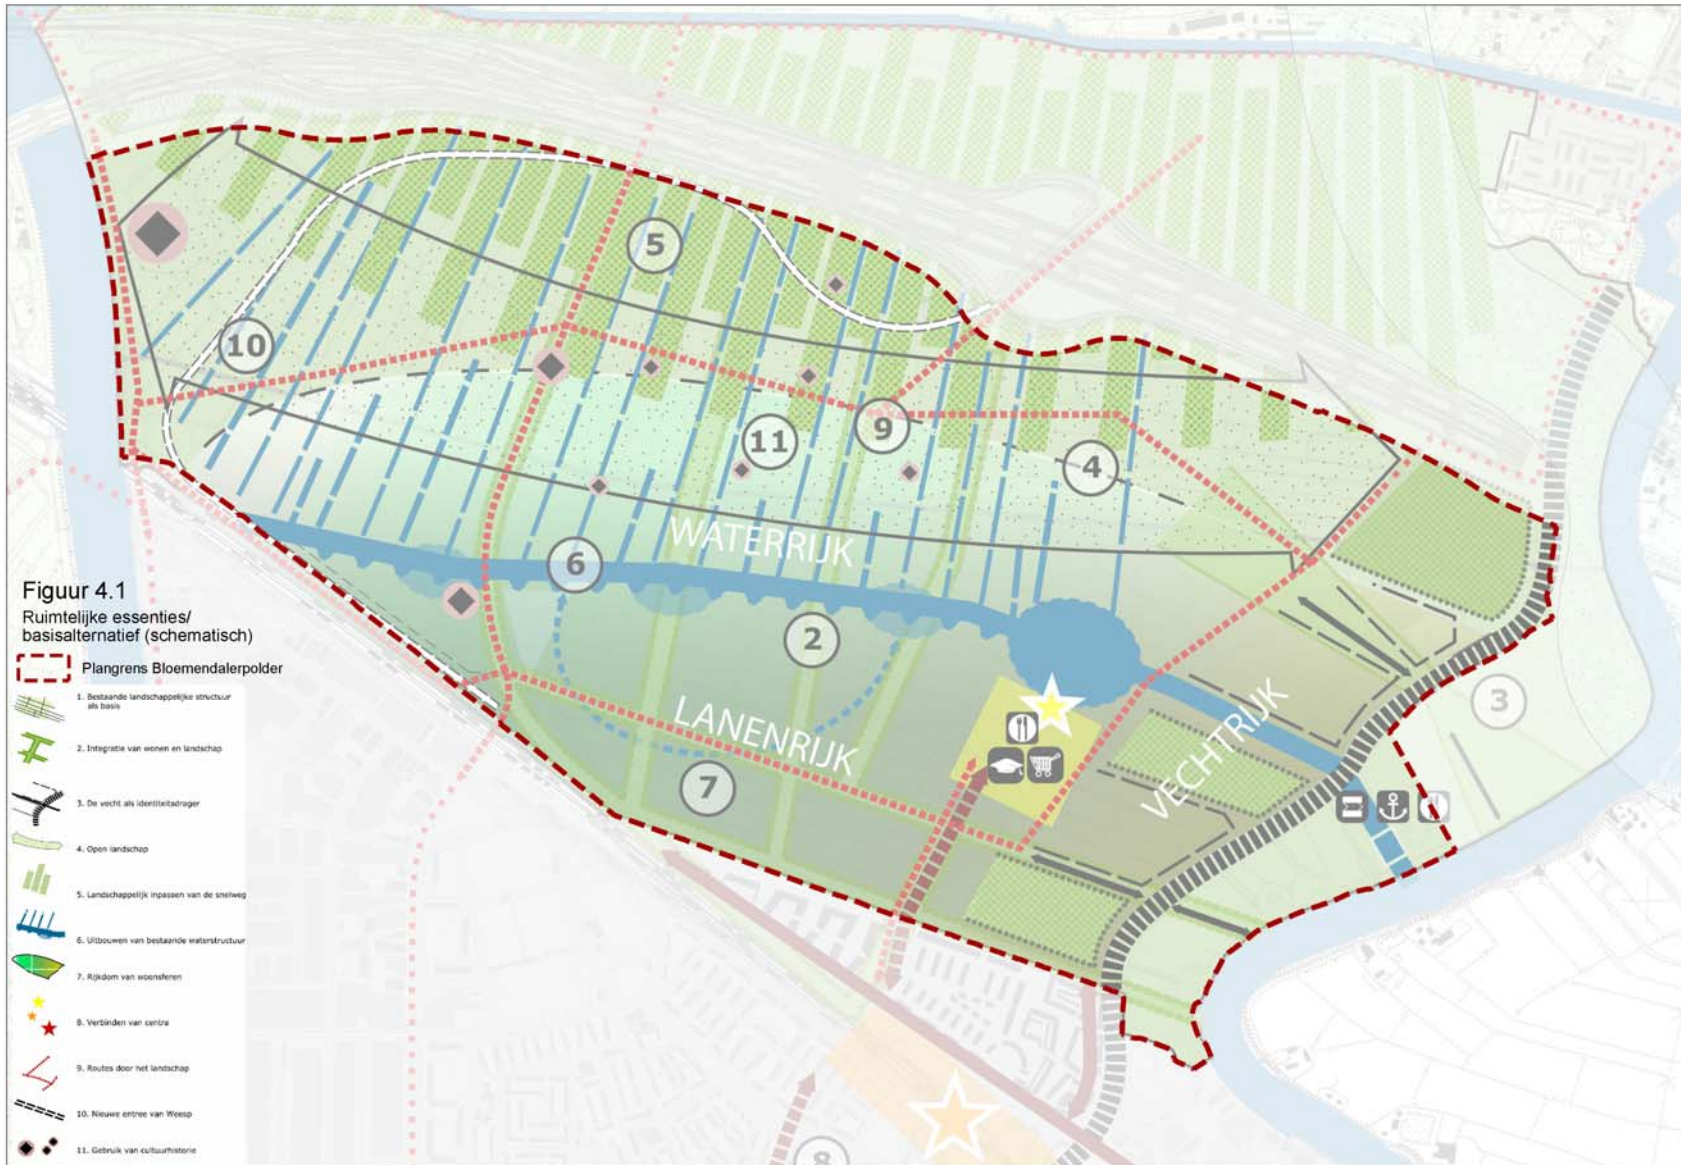 5
10
11
9
4
WATERRIJK
6
2
3
LANENRIJK
VECHTRIJK
7
8
Figuur 4.1
Ruimtelijke essenties/
basisalternatief (schematisch)
Plangrens Bloemendalerpolder
1. Bestaande landschappelijke structuur
als basis
2. Integratie van wonen en landschap
3. De vecht als identiteitsdrager
4. Open landschap
5. Landschappelijk inpassen van de snelweg
6. Uitbouwen van bestaande waterstructuur
7. Rijkdom van woonsferen
8. Verbinden van centra
9. Routes door het landschap
10. Nieuwe entree van Weesp
11. Gebruik van cultuurhistorie